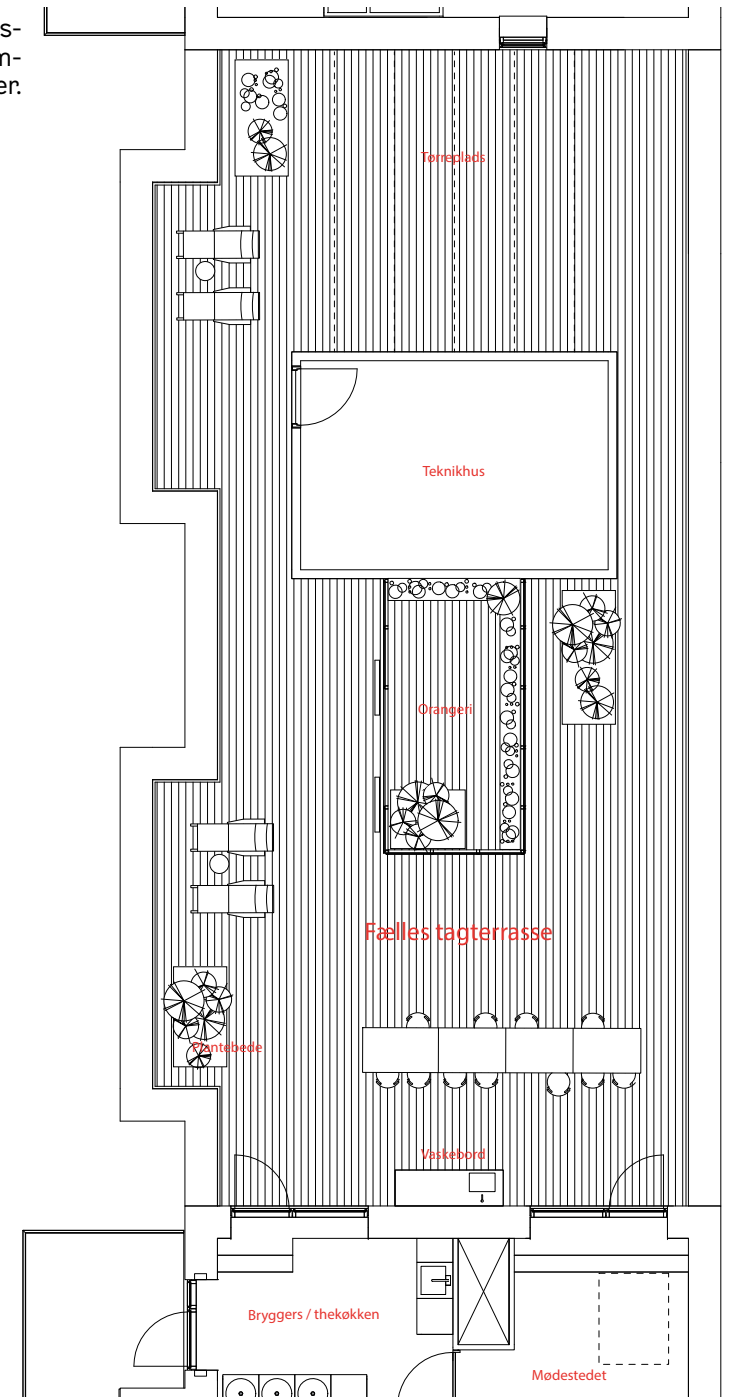 s-
m-
er.
Tørreplads
Teknikhus
Orangeri
Fælles tagterrasse
Plantebede
Vaskebord
Bryggers / thekøkken
Mødestedet